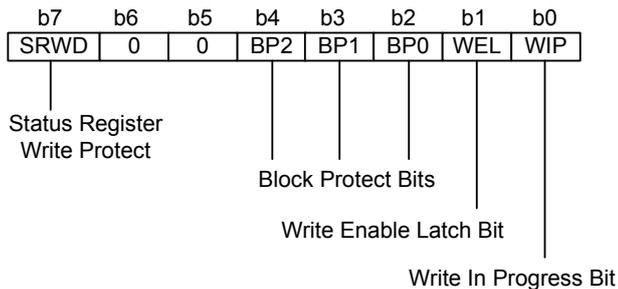 b7 b6 b5 b4 b3 b2 b1 b0
SRWD 0 0 BP2 BP1 BP0 WEL WIP
Status Register
Write Protect
Block Protect Bits
Write Enable Latch Bit
Write In Progress Bit